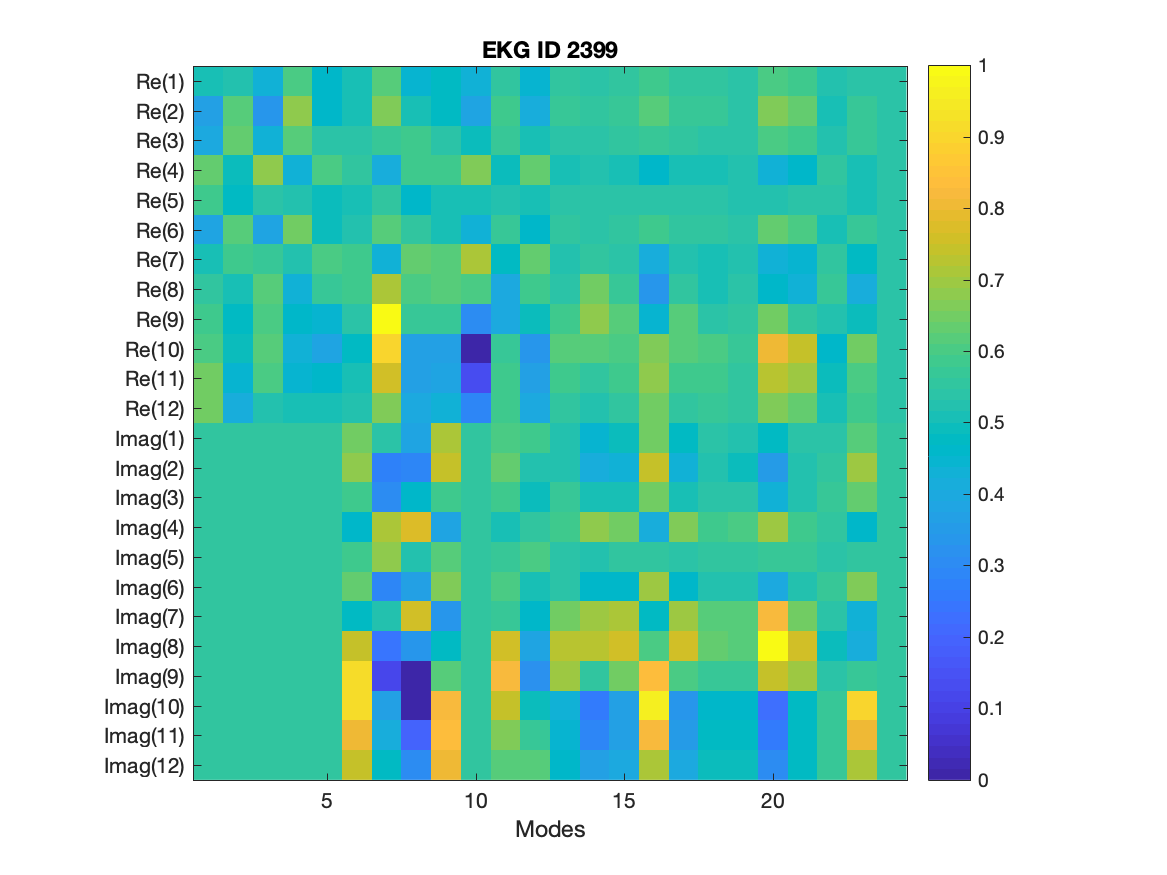 EKG ID 2399
Re(1)
Re(2)
Re(3)
Re(4)
Re(5)
Re(6)
Re(7)
Re(8)
Re(9)
Re(10)
Re(11)
Re(12)
Imag(1)
Imag(2)
Imag(3)
Imag(4)
Imag(5)
Imag(6)
Imag(7)
Imag(8)
Imag(9)
Imag(10)
Imag(11)
Imag(12)
5 10 15 20
Modes
1
0.9
0.8
0.7
0.6
0.5
0.4
0.3
0.2
0.1
0